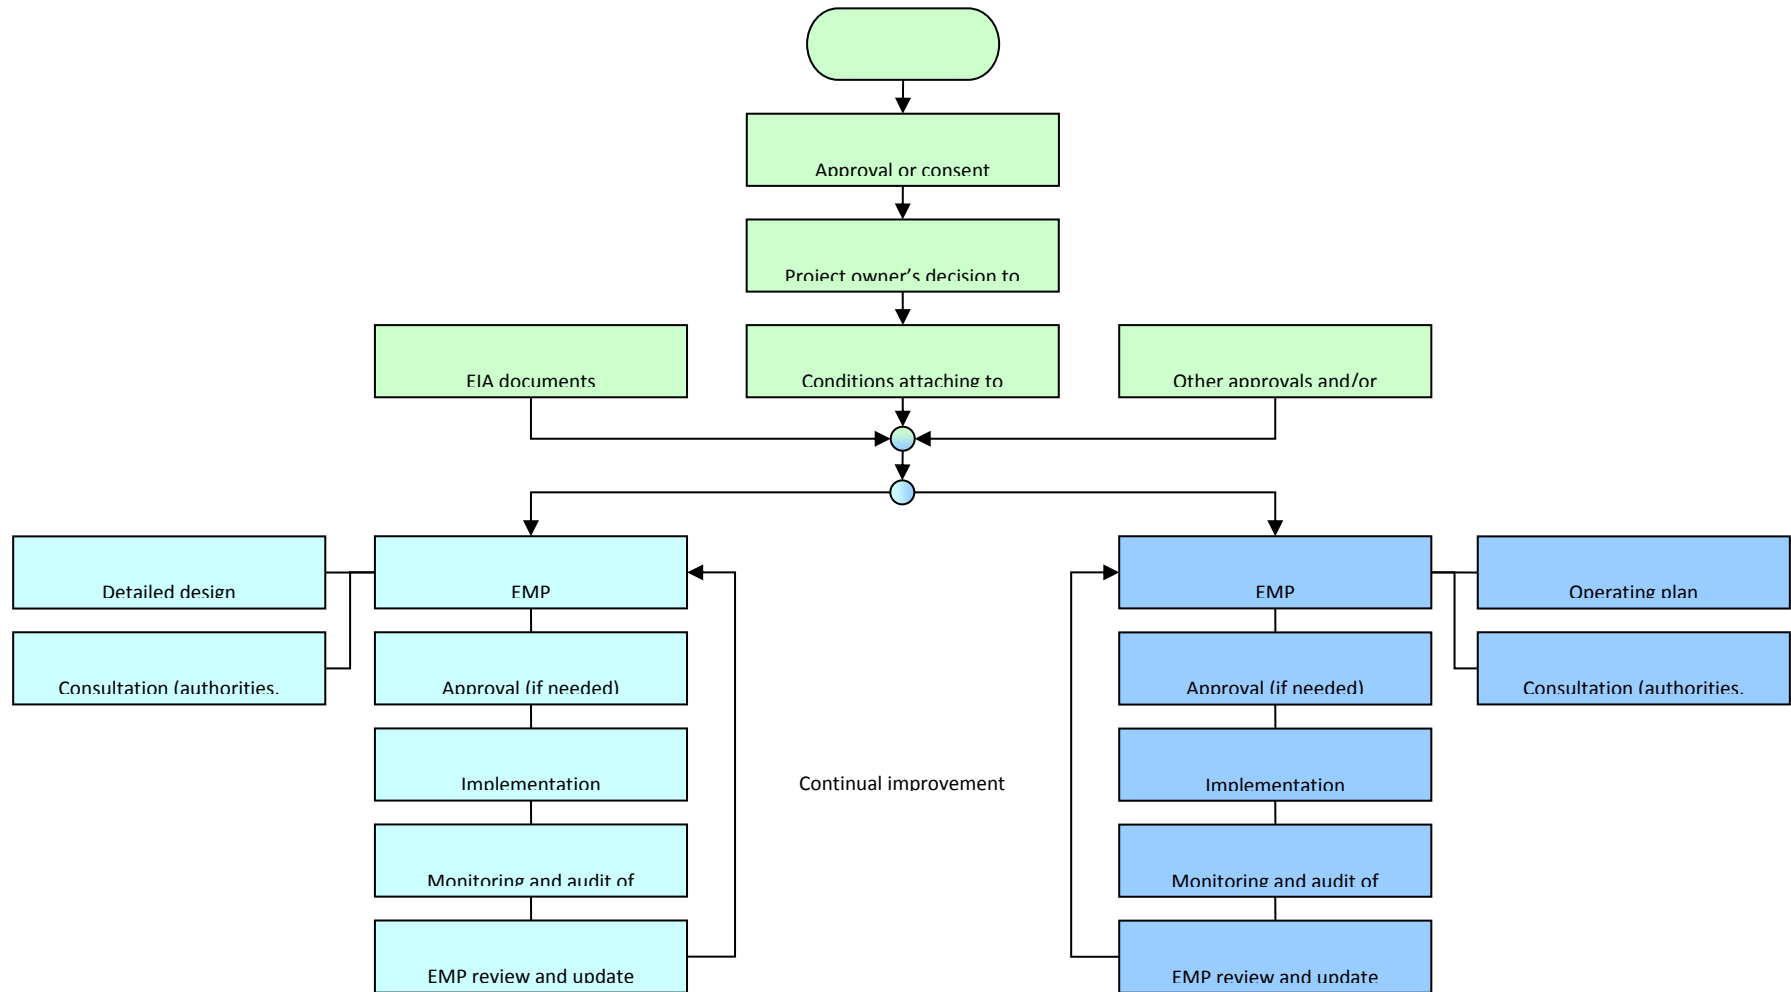 Approval or consent
Project owner’s decision to
EIA documents
Conditions attaching to
Other approvals and/or
Detailed design
EMP
EMP
Operating plan
Consultation (authorities,
Approval (if needed)
Approval (if needed)
Consultation (authorities,
Implementation
Continual improvement
Implementation
Monitoring and audit of
Monitoring and audit of
EMP review and update
EMP review and update